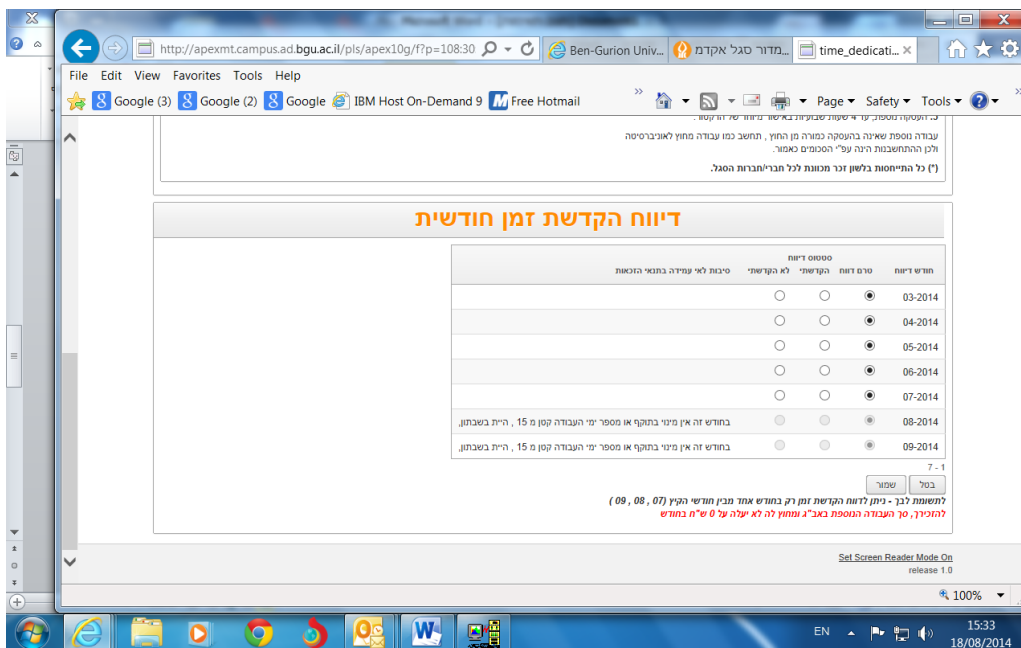 http://apexmt.campus.ad.bgu.ac.il/pls/apex10g/f?p=108:30
Ben-Gurion Univ...
מדור סגל אקדמ...
time_dedicati...
File Edit View Favorites Tools Help
Google (3) Google (2) Google IBM Host On-Demand 9 Free Hotmail
Page Safety Tools
עבודה נוספת שאינה בהעסקה כמורה מן החוץ , תחשב כמו עבודה מחוץ לאוניברסיטה
ולכן ההתחשבנות הינה עפ"י הסכומים כאמור.
(*) כל התייחסות בלשון זכר מכוונת לכל חברי/חברות הסגל.
דיווח הקדשת זמן חודשית
סטטוס דיווח
חודש דיווח טרם דווח הקדשתי לא הקדשתי סיבות לאי עמידה בתנאי הזכאות
03-2014
04-2014
05-2014
06-2014
07-2014
08-2014 בחודש זה אין מינוי בתוקף או מספר ימי העבודה קטן מ 15 , היית בשבתון,
09-2014 בחודש זה אין מינוי בתוקף או מספר ימי העבודה קטן מ 15 , היית בשבתון,
1 - 7
בטל שמור
לתשומת לבך - ניתן לדווח הקדשת זמן רק בחודש אחד מבין חודשי הקיץ (07 , 08 , 09 )
להזכירך, סך העבודה הנוספת באב"ג ומחוץ לה לא יעלה על 0 ש"ח בחודש
Set Screen Reader Mode On
release 1.0
100%
EN
15:33
18/08/2014